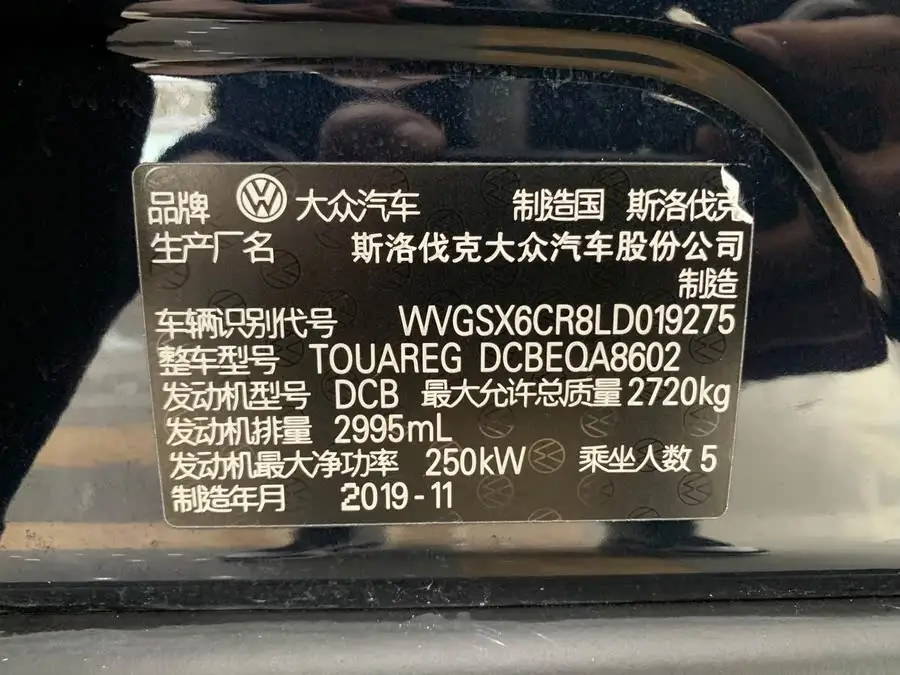 品牌 大众汽车 制造国 斯洛伐克
生产厂名 斯洛伐克大众汽车股份公司
制造
车辆识别代号 WVGSX6CR8LD019275
整车型号 TOUAREG DCBEQA8602
发动机型号 DCB 最大允许总质量 2720kg
发动机排量 2995mL
发动机最大净功率 250kW 乘坐人数 5
制造年月 2019-11